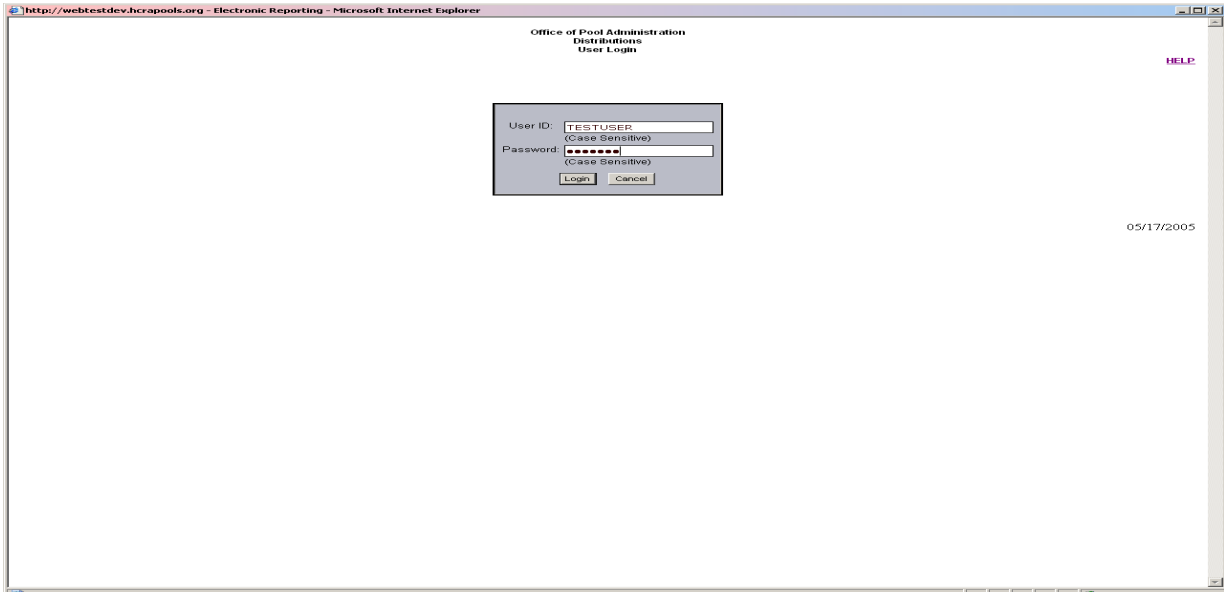 http://webtestdev.hcrapools.org - Electronic Reporting - Microsoft Internet Explorer
Office of Pool Administration
Distributions
User Login
HELP
User ID: TESTUSER
(Case Sensitive)
Password: •••••••
(Case Sensitive)
Login Cancel
05/17/2005